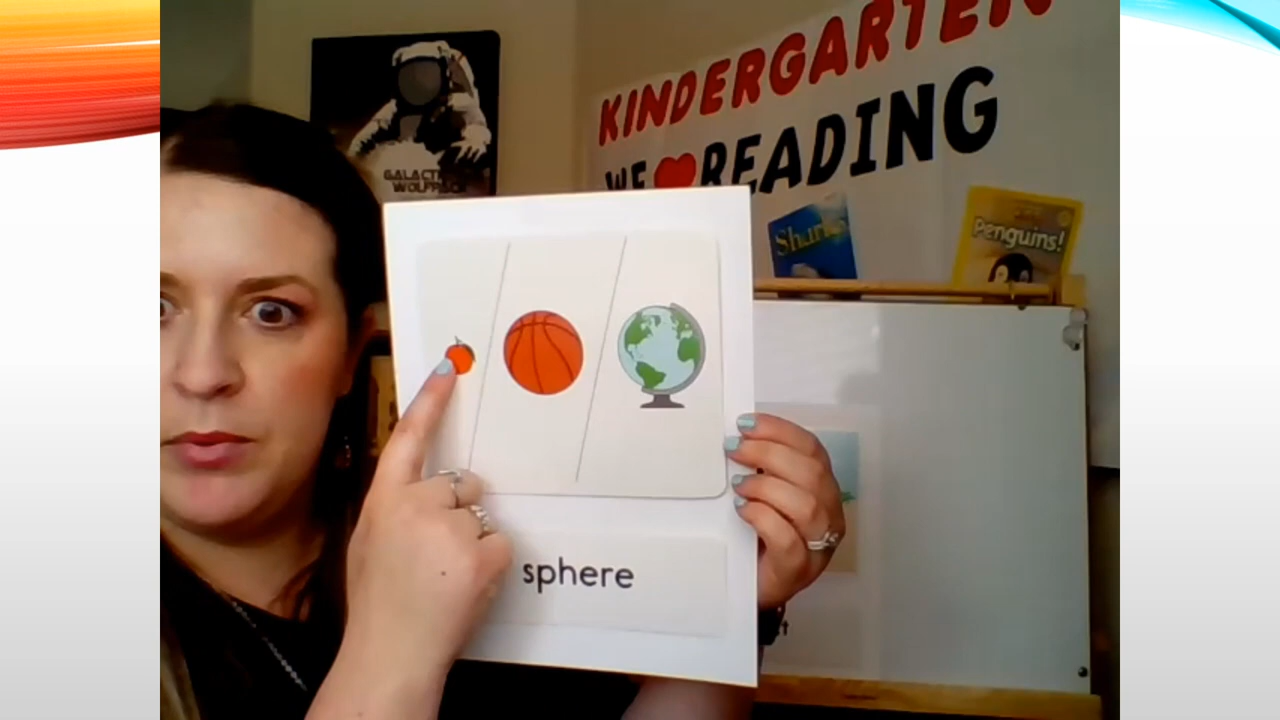 KINDERGARTEN
WE ❤ READING
GALACTIC
WOLFPACK
Sharks
Penguins!
sphere